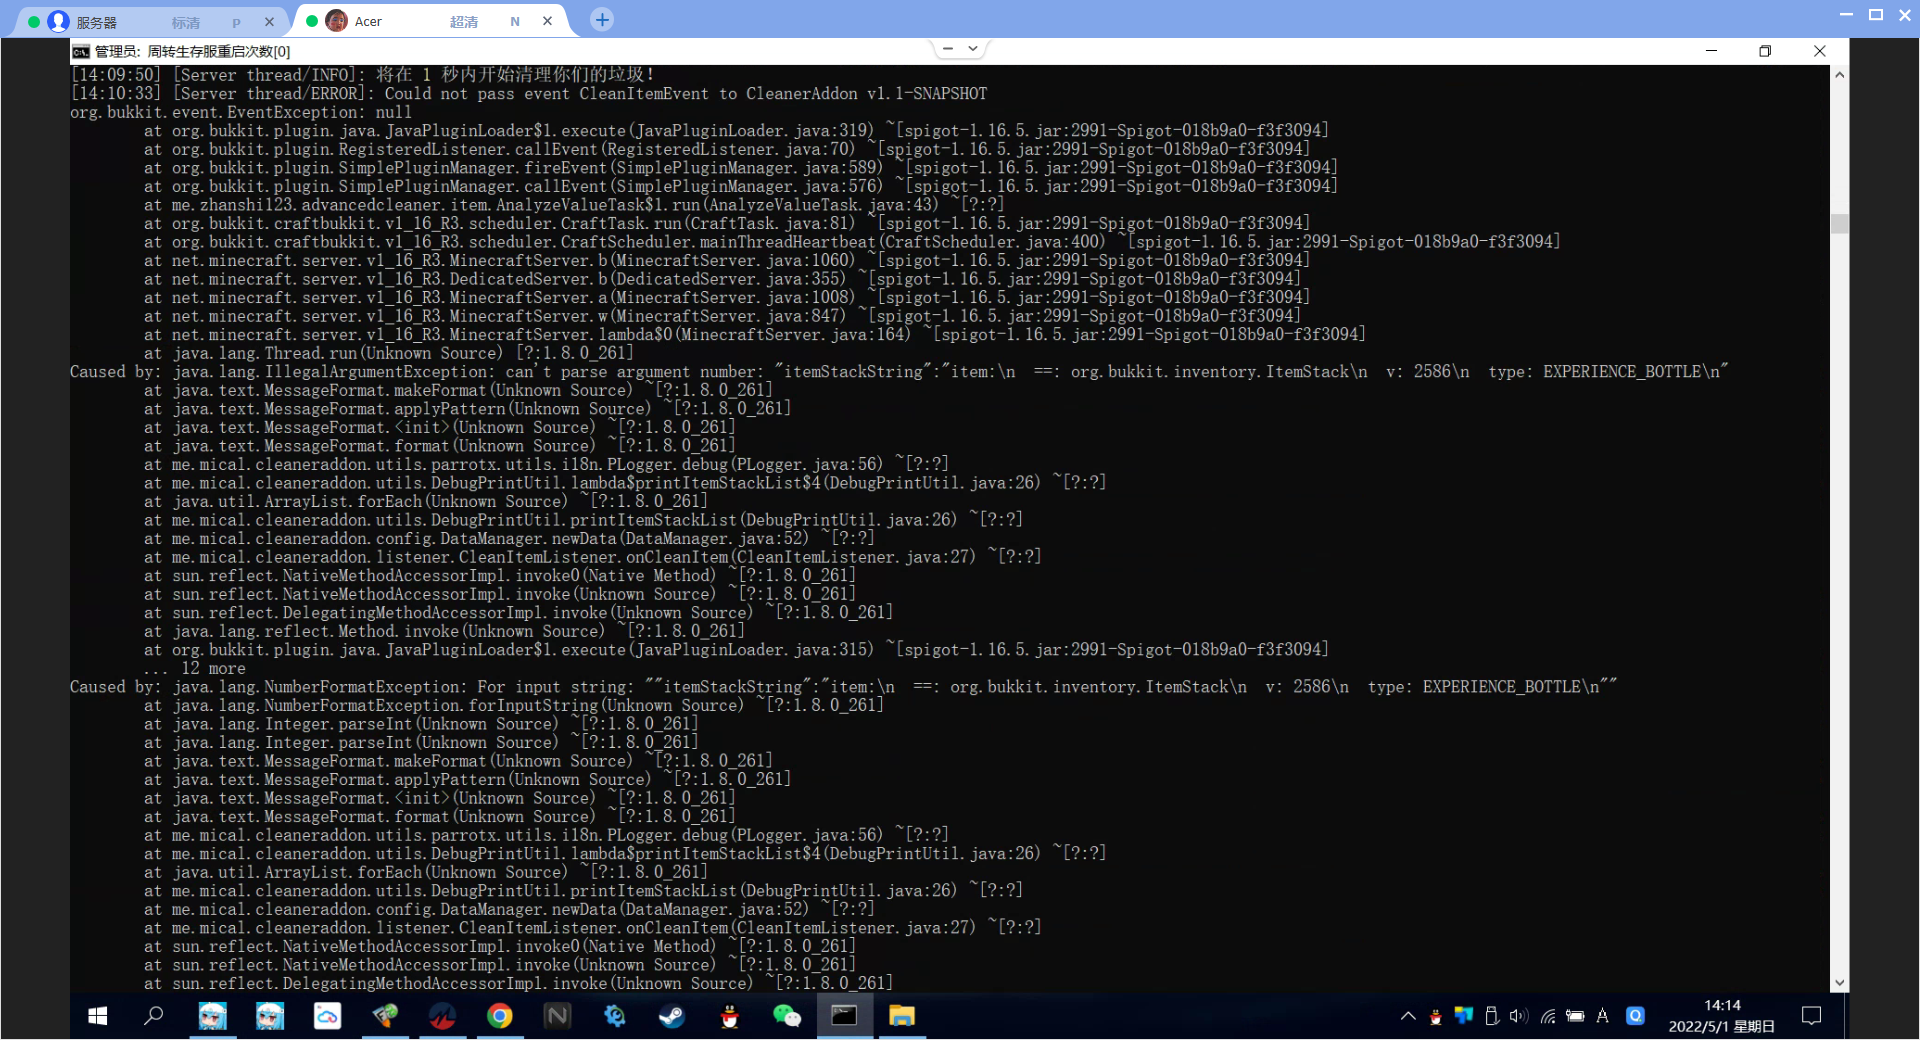 服务器 标清 P Acer 超清 N
管理员: 周转生存服重启次数[0]
[14:09:50] [Server thread/INFO]: 将在 1 秒内开始清理你们的垃圾!
[14:10:33] [Server thread/ERROR]: Could not pass event CleanItemEvent to CleanerAddon v1.1-SNAPSHOT
org.bukkit.event.EventException: null
at org.bukkit.plugin.java.JavaPluginLoader$1.execute(JavaPluginLoader.java:319) ~[spigot-1.16.5.jar:2991-Spigot-018b9a0-f3f3094]
at org.bukkit.plugin.RegisteredListener.callEvent(RegisteredListener.java:70) ~[spigot-1.16.5.jar:2991-Spigot-018b9a0-f3f3094]
at org.bukkit.plugin.SimplePluginManager.fireEvent(SimplePluginManager.java:589) ~[spigot-1.16.5.jar:2991-Spigot-018b9a0-f3f3094]
at org.bukkit.plugin.SimplePluginManager.callEvent(SimplePluginManager.java:576) ~[spigot-1.16.5.jar:2991-Spigot-018b9a0-f3f3094]
at me.zhanshi123.advancedcleaner.item.AnalyzeValueTask$1.run(AnalyzeValueTask.java:43) ~[?:?]
at org.bukkit.craftbukkit.v1_16_R3.scheduler.CraftTask.run(CraftTask.java:81) ~[spigot-1.16.5.jar:2991-Spigot-018b9a0-f3f3094]
at org.bukkit.craftbukkit.v1_16_R3.scheduler.CraftScheduler.mainThreadHeartbeat(CraftScheduler.java:400) ~[spigot-1.16.5.jar:2991-Spigot-018b9a0-f3f3094]
at net.minecraft.server.v1_16_R3.MinecraftServer.b(MinecraftServer.java:1060) ~[spigot-1.16.5.jar:2991-Spigot-018b9a0-f3f3094]
at net.minecraft.server.v1_16_R3.DedicatedServer.b(DedicatedServer.java:355) ~[spigot-1.16.5.jar:2991-Spigot-018b9a0-f3f3094]
at net.minecraft.server.v1_16_R3.MinecraftServer.a(MinecraftServer.java:1008) ~[spigot-1.16.5.jar:2991-Spigot-018b9a0-f3f3094]
at net.minecraft.server.v1_16_R3.MinecraftServer.w(MinecraftServer.java:847) ~[spigot-1.16.5.jar:2991-Spigot-018b9a0-f3f3094]
at net.minecraft.server.v1_16_R3.MinecraftServer.lambda$0(MinecraftServer.java:164) ~[spigot-1.16.5.jar:2991-Spigot-018b9a0-f3f3094]
at java.lang.Thread.run(Unknown Source) [?:1.8.0_261]
Caused by: java.lang.IllegalArgumentException: can't parse argument number: "itemStackString":"item:\n  ==: org.bukkit.inventory.ItemStack\n  v: 2586\n  type: EXPERIENCE_BOTTLE\n"
at java.text.MessageFormat.makeFormat(Unknown Source) ~[?:1.8.0_261]
at java.text.MessageFormat.applyPattern(Unknown Source) ~[?:1.8.0_261]
at java.text.MessageFormat.<init>(Unknown Source) ~[?:1.8.0_261]
at java.text.MessageFormat.format(Unknown Source) ~[?:1.8.0_261]
at me.mical.cleaneraddon.utils.parrotx.utils.i18n.PLogger.debug(PLogger.java:56) ~[?:?]
at me.mical.cleaneraddon.utils.DebugPrintUtil.lambda$printItemStackList$4(DebugPrintUtil.java:26) ~[?:?]
at java.util.ArrayList.forEach(Unknown Source) ~[?:1.8.0_261]
at me.mical.cleaneraddon.utils.DebugPrintUtil.printItemStackList(DebugPrintUtil.java:26) ~[?:?]
at me.mical.cleaneraddon.config.DataManager.newData(DataManager.java:52) ~[?:?]
at me.mical.cleaneraddon.listener.CleanItemListener.onCleanItem(CleanItemListener.java:27) ~[?:?]
at sun.reflect.NativeMethodAccessorImpl.invoke0(Native Method) ~[?:1.8.0_261]
at sun.reflect.NativeMethodAccessorImpl.invoke(Unknown Source) ~[?:1.8.0_261]
at sun.reflect.DelegatingMethodAccessorImpl.invoke(Unknown Source) ~[?:1.8.0_261]
at java.lang.reflect.Method.invoke(Unknown Source) ~[?:1.8.0_261]
at org.bukkit.plugin.java.JavaPluginLoader$1.execute(JavaPluginLoader.java:315) ~[spigot-1.16.5.jar:2991-Spigot-018b9a0-f3f3094]
... 12 more
Caused by: java.lang.NumberFormatException: For input string: ""itemStackString":"item:\n  ==: org.bukkit.inventory.ItemStack\n  v: 2586\n  type: EXPERIENCE_BOTTLE\n""
at java.lang.NumberFormatException.forInputString(Unknown Source) ~[?:1.8.0_261]
at java.lang.Integer.parseInt(Unknown Source) ~[?:1.8.0_261]
at java.lang.Integer.parseInt(Unknown Source) ~[?:1.8.0_261]
at java.text.MessageFormat.makeFormat(Unknown Source) ~[?:1.8.0_261]
at java.text.MessageFormat.applyPattern(Unknown Source) ~[?:1.8.0_261]
at java.text.MessageFormat.<init>(Unknown Source) ~[?:1.8.0_261]
at java.text.MessageFormat.format(Unknown Source) ~[?:1.8.0_261]
at me.mical.cleaneraddon.utils.parrotx.utils.i18n.PLogger.debug(PLogger.java:56) ~[?:?]
at me.mical.cleaneraddon.utils.DebugPrintUtil.lambda$printItemStackList$4(DebugPrintUtil.java:26) ~[?:?]
at java.util.ArrayList.forEach(Unknown Source) ~[?:1.8.0_261]
at me.mical.cleaneraddon.utils.DebugPrintUtil.printItemStackList(DebugPrintUtil.java:26) ~[?:?]
at me.mical.cleaneraddon.config.DataManager.newData(DataManager.java:52) ~[?:?]
at me.mical.cleaneraddon.listener.CleanItemListener.onCleanItem(CleanItemListener.java:27) ~[?:?]
at sun.reflect.NativeMethodAccessorImpl.invoke0(Native Method) ~[?:1.8.0_261]
at sun.reflect.NativeMethodAccessorImpl.invoke(Unknown Source) ~[?:1.8.0_261]
at sun.reflect.DelegatingMethodAccessorImpl.invoke(Unknown Source) ~[?:1.8.0_261]
14:14
2022/5/1 星期日